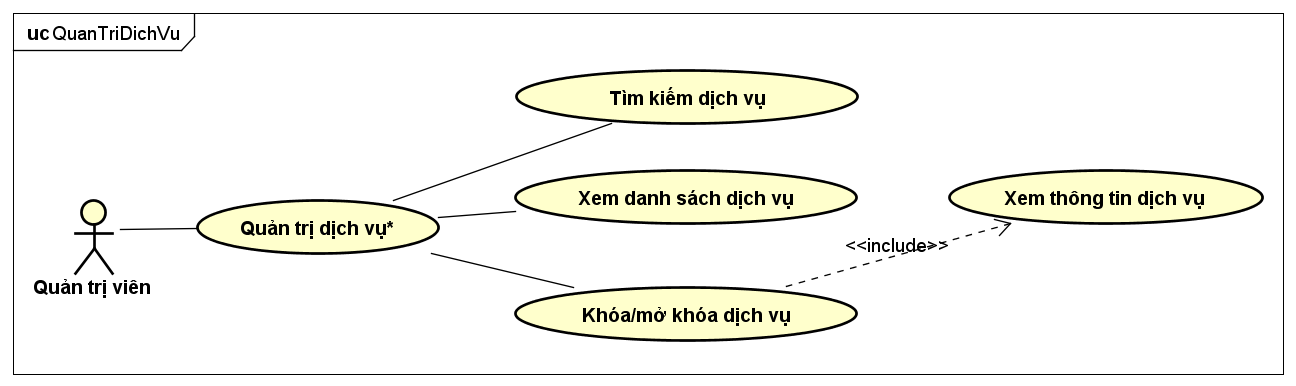 uc QuanTriDichVu
Tìm kiếm dịch vụ
Xem danh sách dịch vụ
Xem thông tin dịch vụ
Quản trị dịch vụ*
<<include>>
Quản trị viên
Khóa/mở khóa dịch vụ